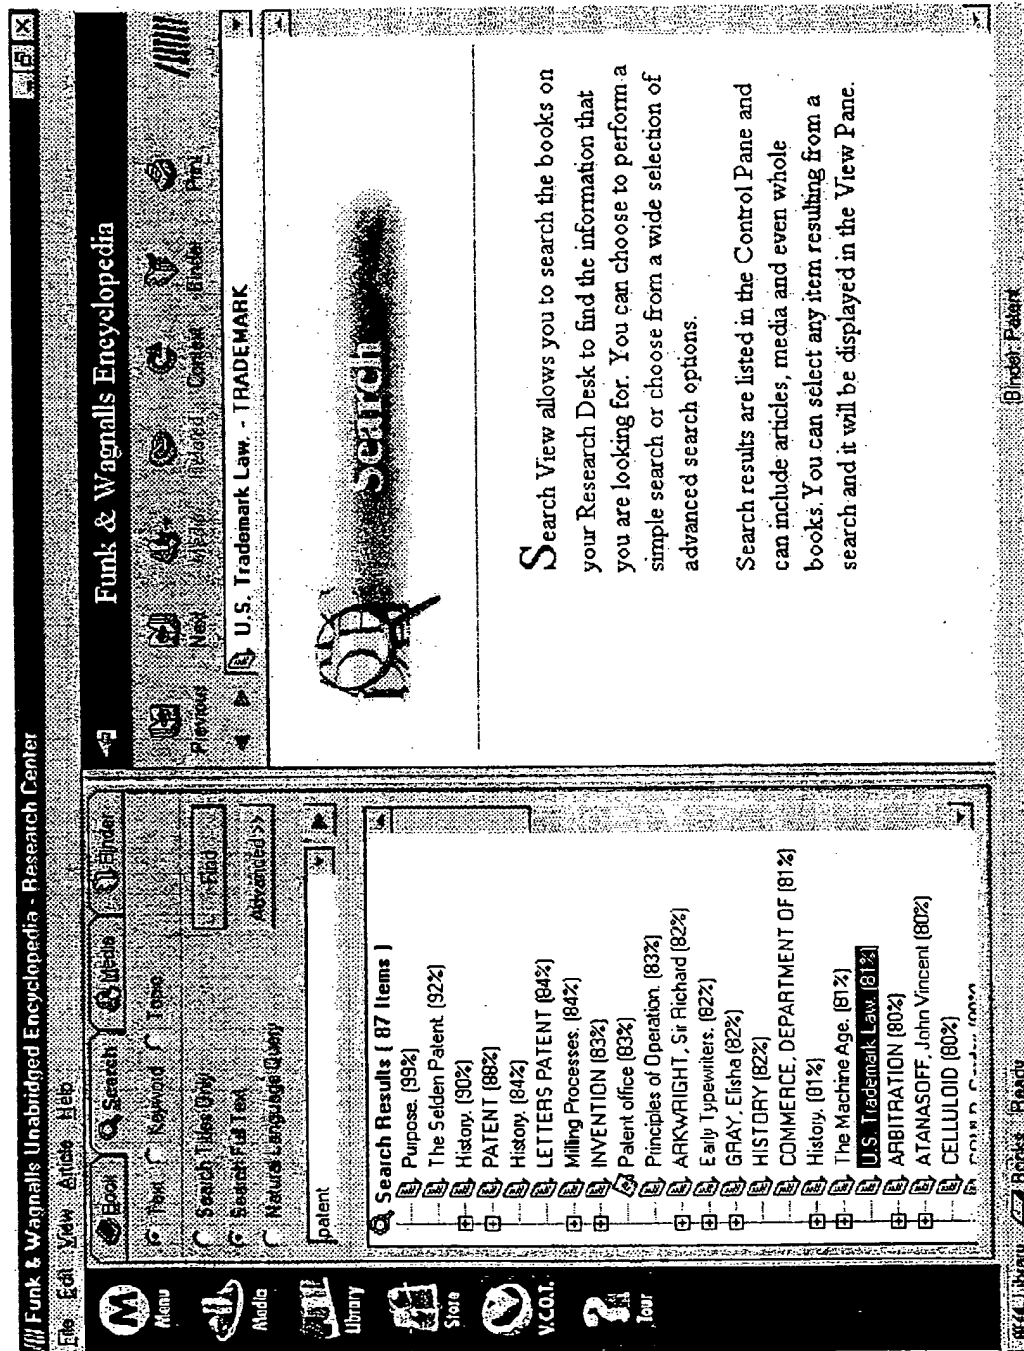 Funk & Wagnalls Unabridged Encyclopedia - Research Center
File Edit View Article Help
Menu
Media
Library
Store
V.C.O.T.
Tour
Book Search Media Binder
Text Keyword Topic
Search Titles Only
Search Full Text
Natural Language Query
Find
Advanced>>
patent
Search Results [ 87 Items ]
Purpose. (99%)
The Selden Patent. (92%)
History. (90%)
PATENT (88%)
History. (84%)
LETTERS PATENT (84%)
Milling Processes. (84%)
INVENTION (83%)
Patent office (83%)
Principles of Operation. (83%)
ARKWRIGHT, Sir Richard (82%)
Early Typewriters. (82%)
GRAY, Elisha (82%)
HISTORY (82%)
COMMERCE, DEPARTMENT OF (81%)
History. (81%)
The Machine Age. (81%)
U.S. Trademark Law. (81%)
ARBITRATION (80%)
ATANASOFF, John Vincent (80%)
CELLULOID (80%)
Funk & Wagnalls Encyclopedia
Previous Next Media Related Context Binder Print
U.S. Trademark Law. - TRADEMARK
Search
Search View allows you to search the books on
your Research Desk to find the information that
you are looking for. You can choose to perform a
simple search or choose from a wide selection of
advanced search options.
Search results are listed in the Control Pane and
can include articles, media and even whole
books. You can select any item resulting from a
search and it will be displayed in the View Pane.
Library Books Ready Binder: Patent